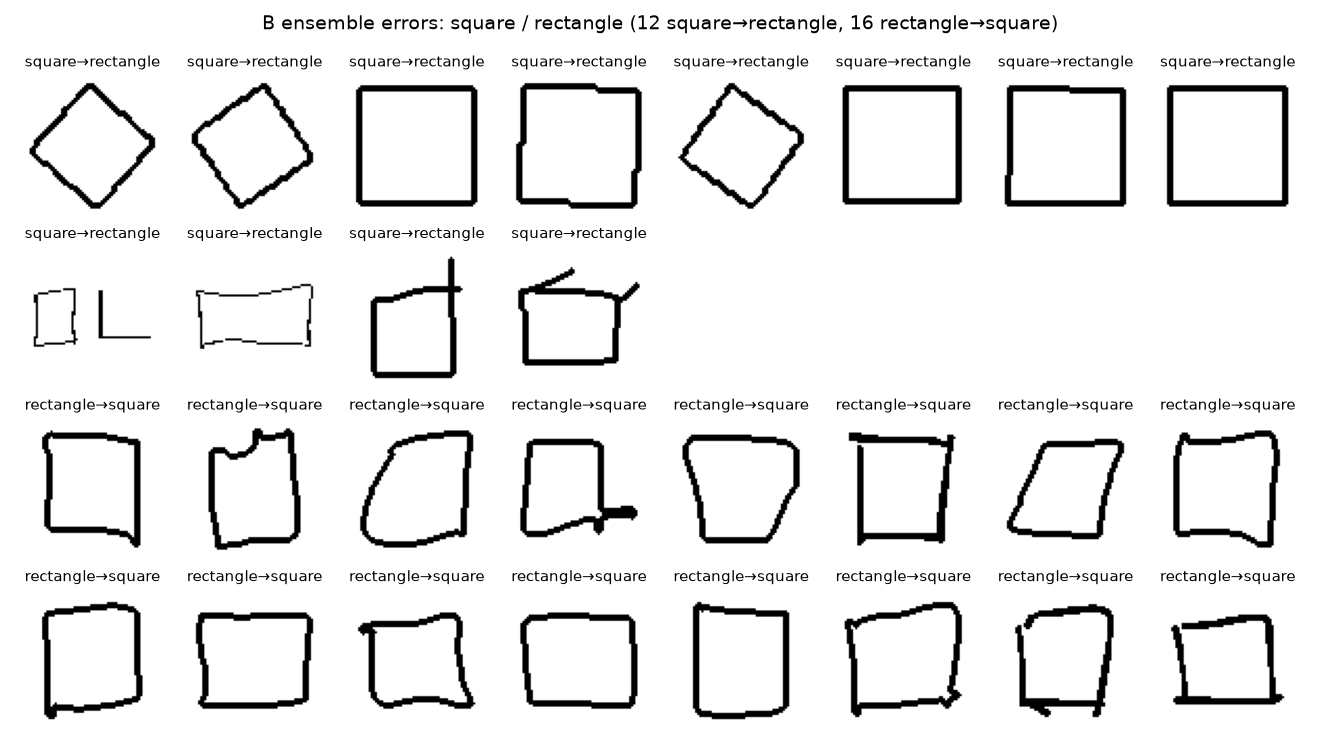 B ensemble errors: square / rectangle (12 square→rectangle, 16 rectangle→square)
square→rectangle square→rectangle square→rectangle square→rectangle square→rectangle square→rectangle square→rectangle square→rectangle
square→rectangle square→rectangle square→rectangle square→rectangle
rectangle→square rectangle→square rectangle→square rectangle→square rectangle→square rectangle→square rectangle→square rectangle→square
rectangle→square rectangle→square rectangle→square rectangle→square rectangle→square rectangle→square rectangle→square rectangle→square